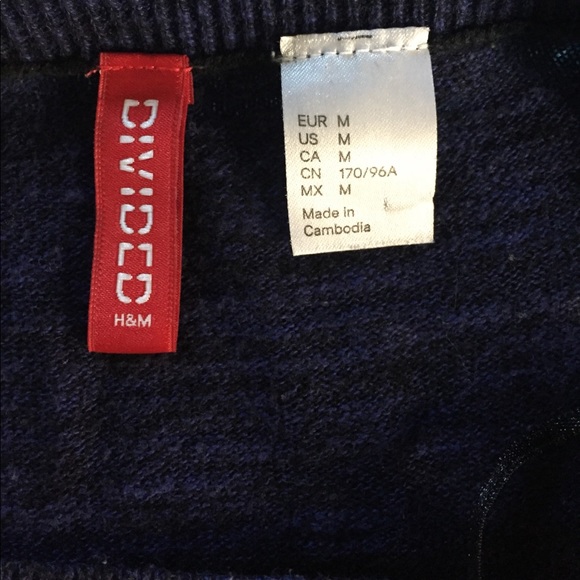 DIVIDED
H&M
EUR M
US M
CA M
CN 170/96A
MX M
Made in
Cambodia